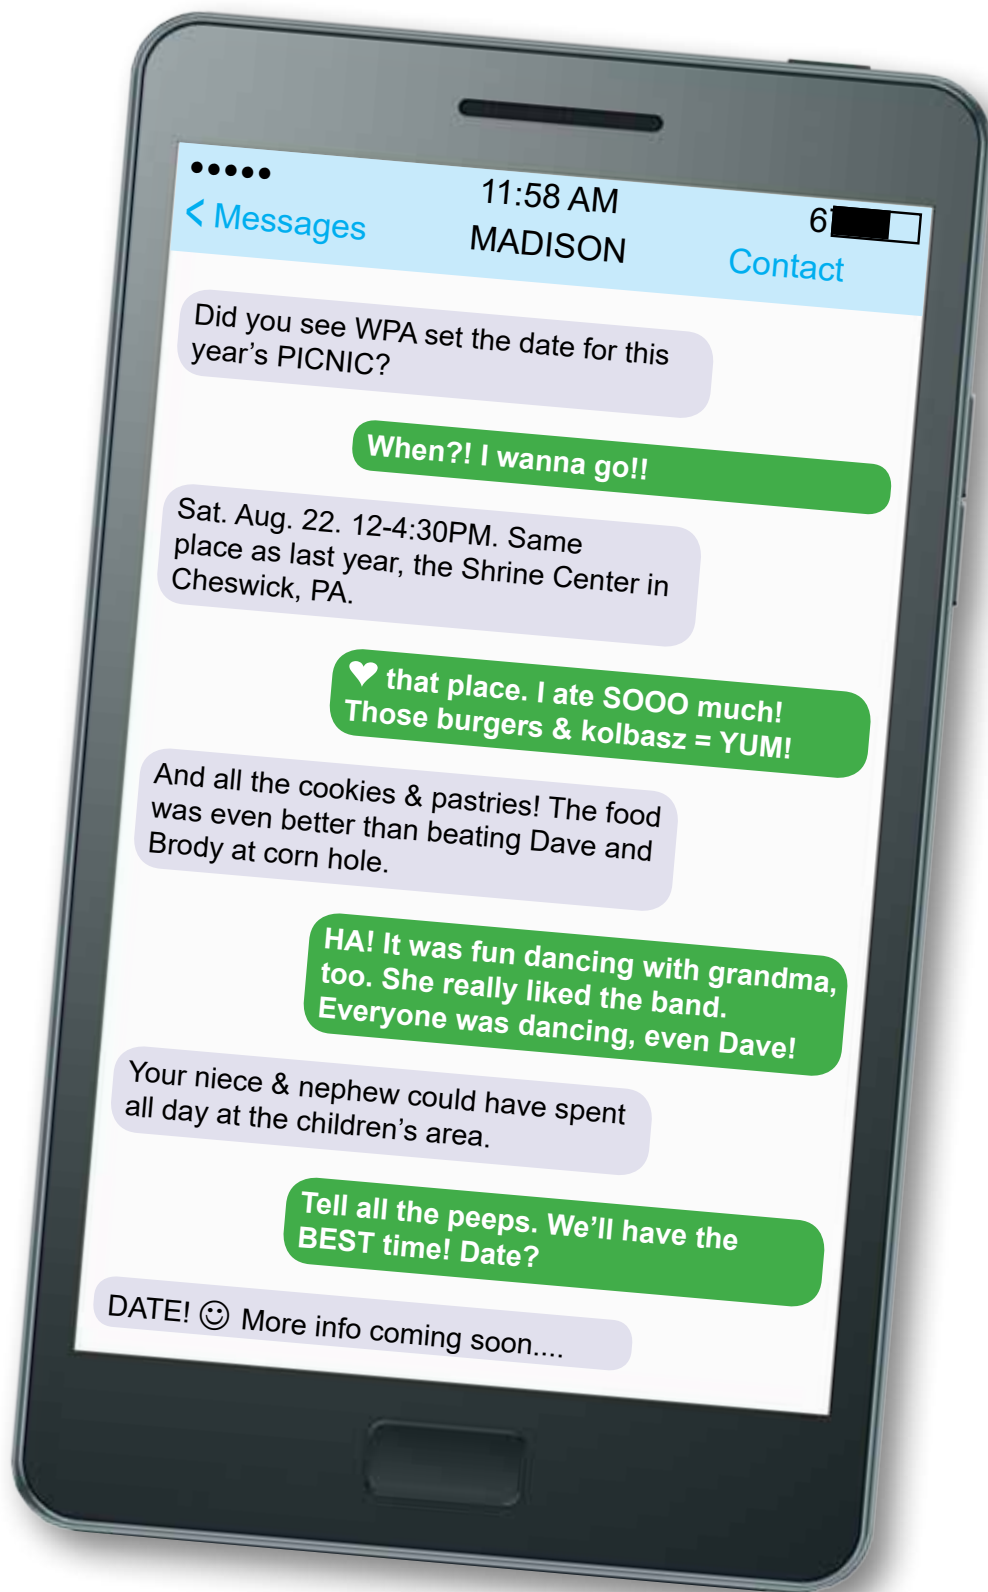 11:58 AM
6
< Messages
MADISON
Contact
Did you see WPA set the date for this
year's PICNIC?
When?! I wanna go!!
Sat. Aug. 22. 12-4:30PM. Same
place as last year, the Shrine Center in
Cheswick, PA.
♥ that place. I ate SOOO much!
Those burgers & kolbasz = YUM!
And all the cookies & pastries! The food
was even better than beating Dave and
Brody at corn hole.
HA! It was fun dancing with grandma,
too. She really liked the band.
Everyone was dancing, even Dave!
Your niece & nephew could have spent
all day at the children's area.
Tell all the peeps. We'll have the
BEST time! Date?
DATE! ☺ More info coming soon....